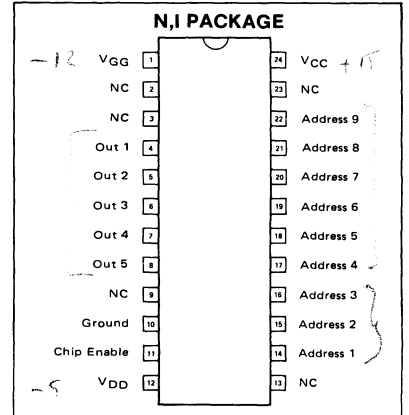 N,I PACKAGE
-12 VGG 1 24 VCC
NC 2 23 NC
NC 3 22 Address 9
Out 1 4 21 Address 8
Out 2 5 20 Address 7
Out 3 6 19 Address 6
Out 4 7 18 Address 5
Out 5 8 17 Address 4
NC 9 16 Address 3
Ground 10 15 Address 2
Chip Enable 11 14 Address 1
VDD 12 13 NC